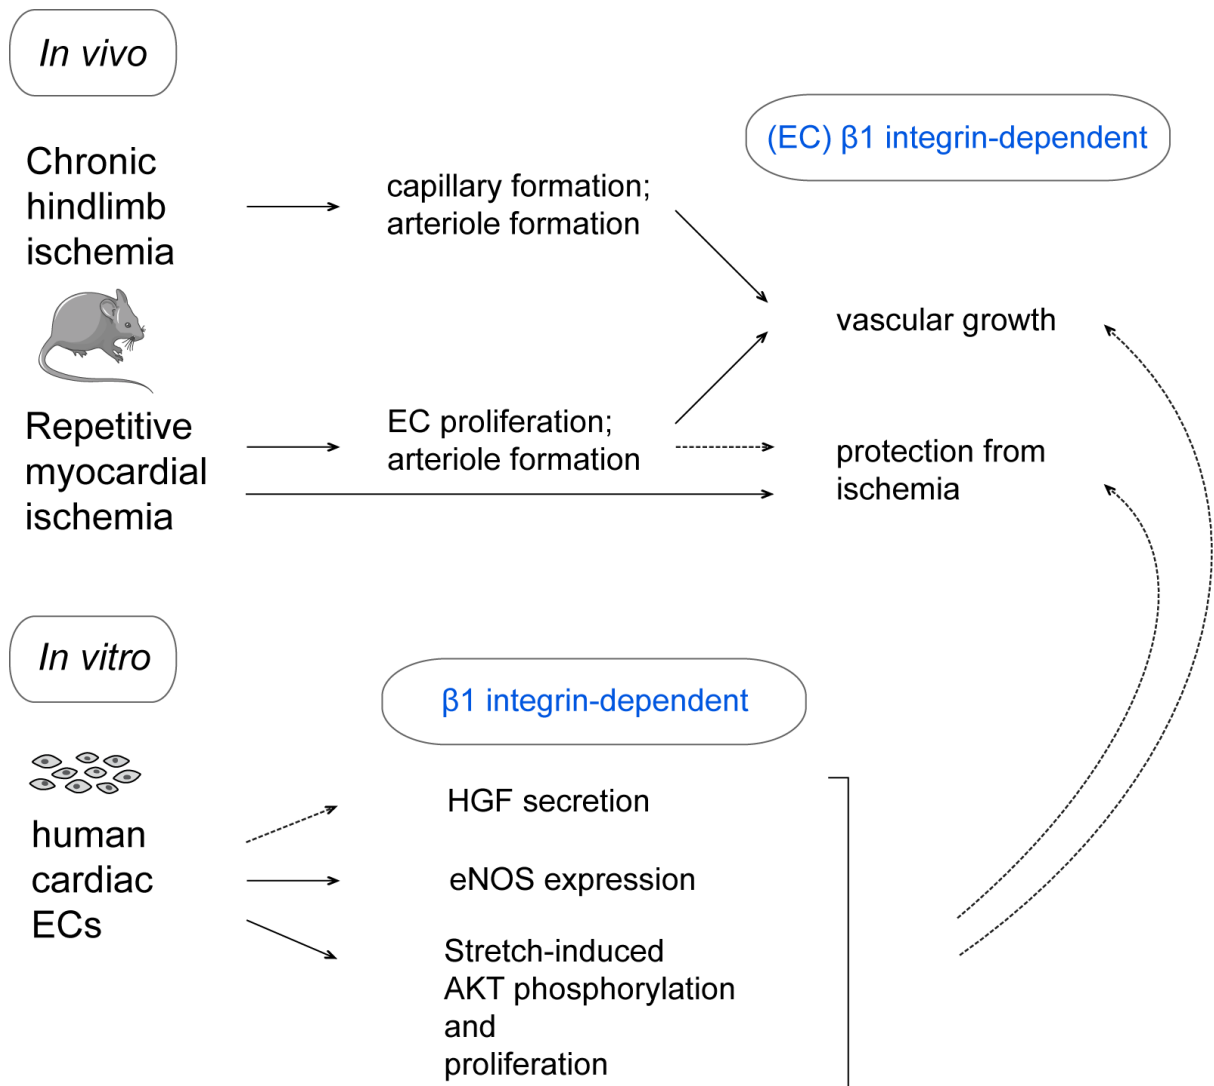 In vivo
(EC) β1 integrin-dependent
Chronic
hindlimb
ischemia
capillary formation;
arteriole formation
vascular growth
Repetitive
myocardial
ischemia
EC proliferation;
arteriole formation
protection from
ischemia
In vitro
β1 integrin-dependent
human
cardiac
ECs
HGF secretion
eNOS expression
Stretch-induced
AKT phosphorylation
and
proliferation